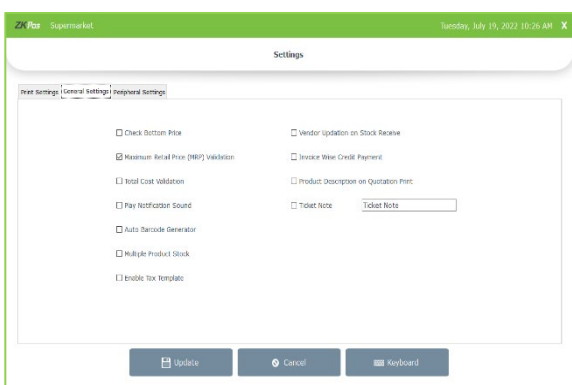 ZKPos Supermarket Tuesday, July 19, 2022 10:26 AM X
Settings
Print Settings General Settings Peripheral Settings
Check Bottom Price Vendor Updation on Stock Receive
Maximum Retail Price (MRP) Validation Invoice Wise Credit Payment
Total Cost Validation Product Description on Quotation Print
Pay Notification Sound Ticket Note Ticket Note
Auto Barcode Generator
Multiple Product Stock
Enable Tax Template
Update Cancel Keyboard